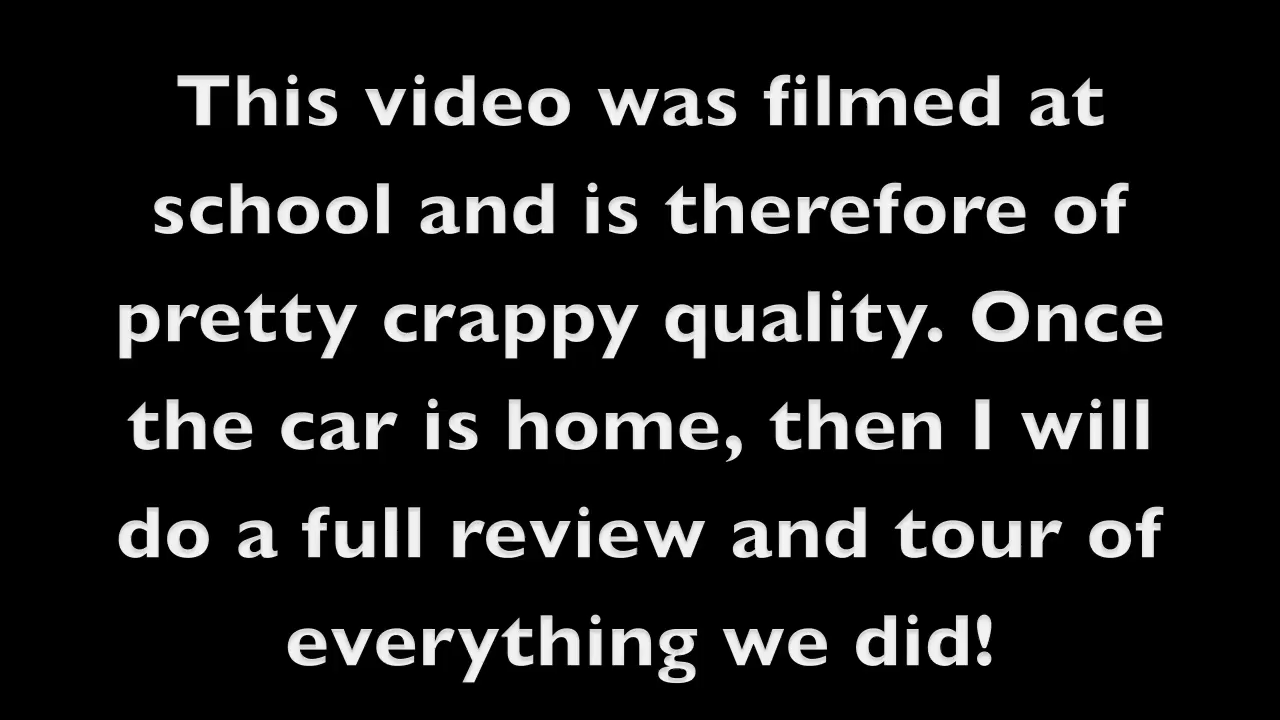 This video was filmed at
school and is therefore of
pretty crappy quality. Once
the car is home, then I will
do a full review and tour of
everything we did!